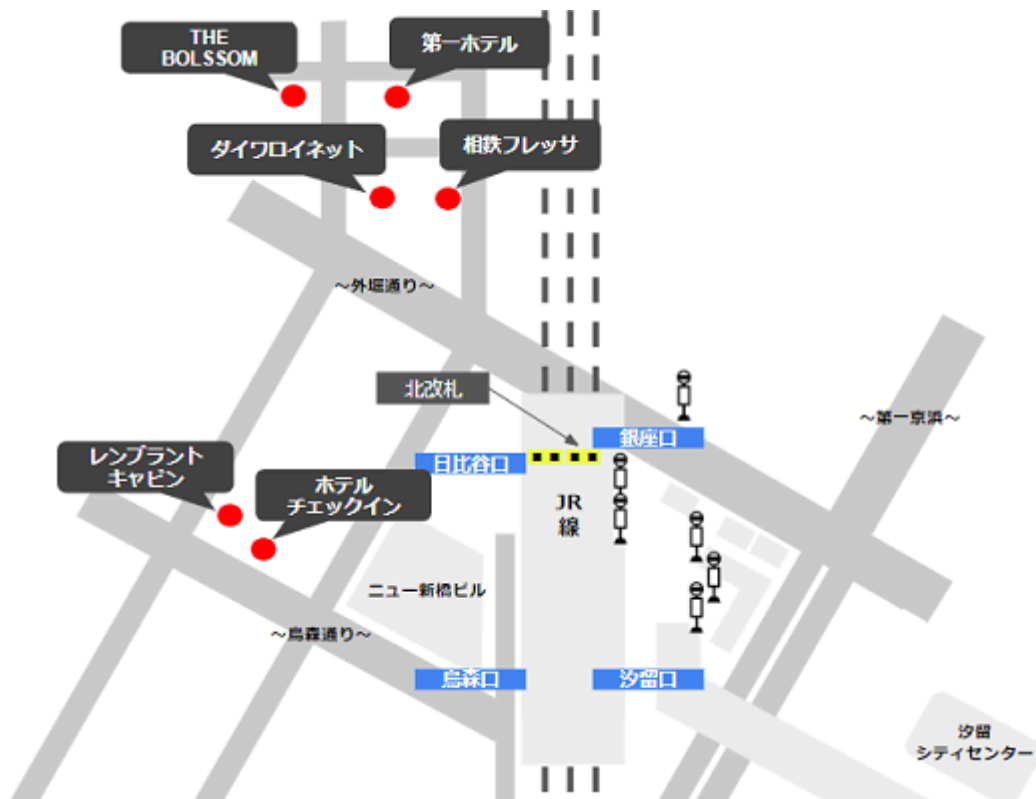 THE
BOLSSOM
第一ホテル
ダイワロイネット
相鉄フレッサ
～外堀通り～
北改札
～第一京浜～
銀座口
日比谷口
レンブラント
キャビン
ホテル
チェックイン
JR
線
ニュー新橋ビル
～烏森通り～
烏森口
汐留口
汐留
シティセンター